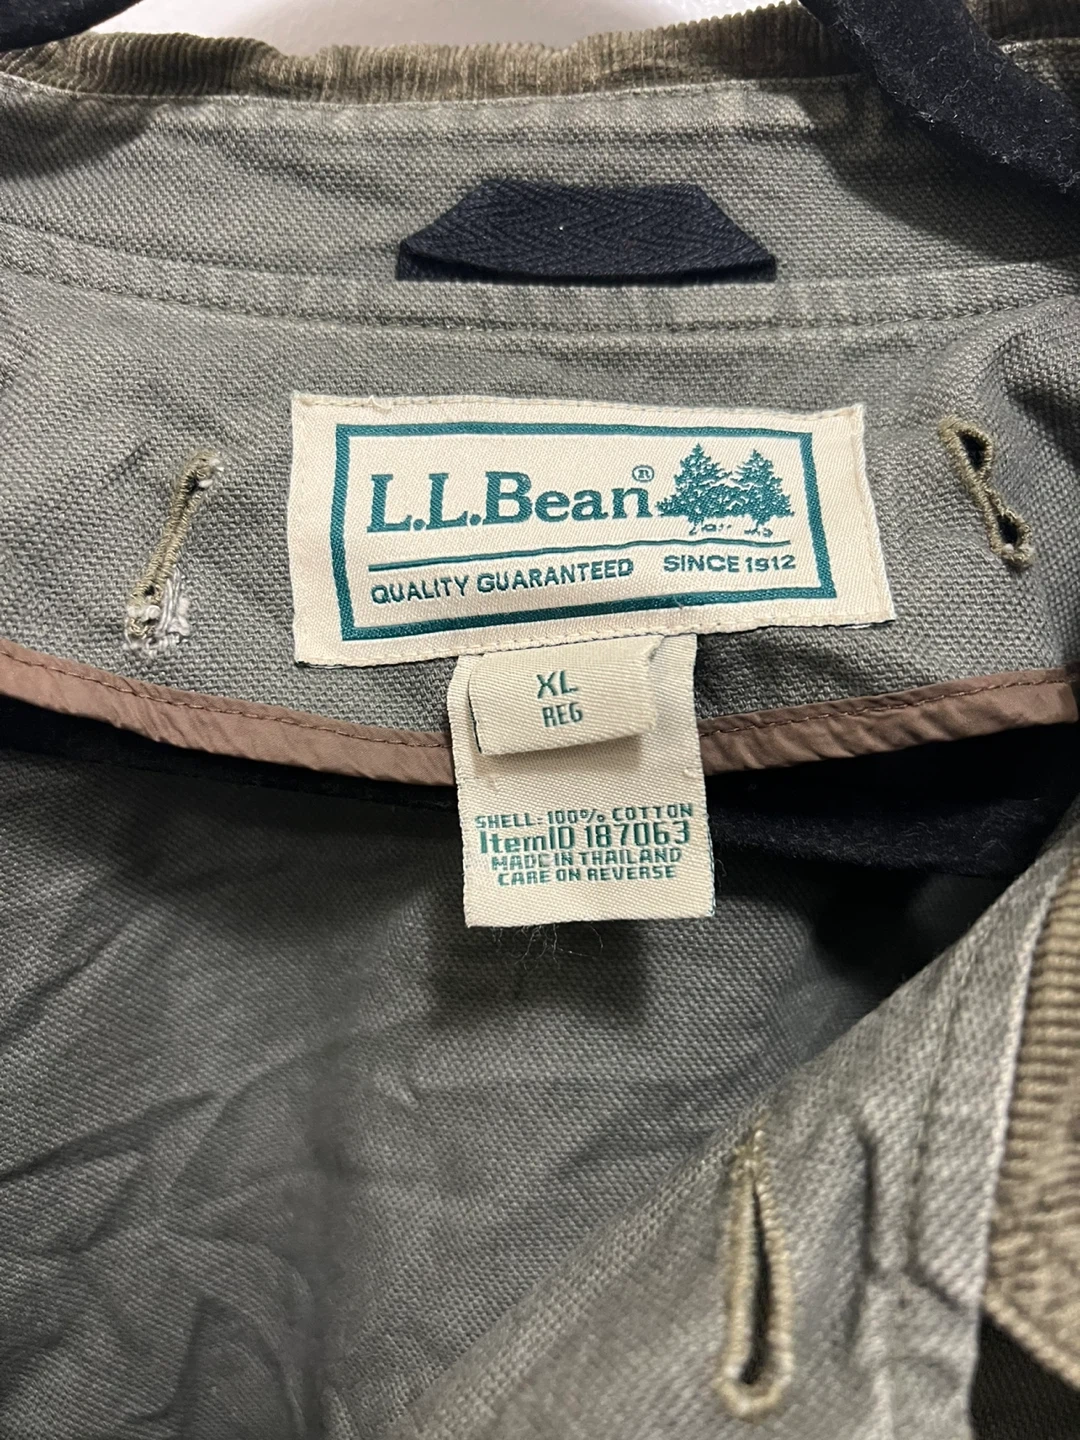 L.L.Bean®
QUALITY GUARANTEED SINCE 1912
XL
REG
SHELL: 100% COTTON
ItemID 187063
MADE IN THAILAND
CARE ON REVERSE